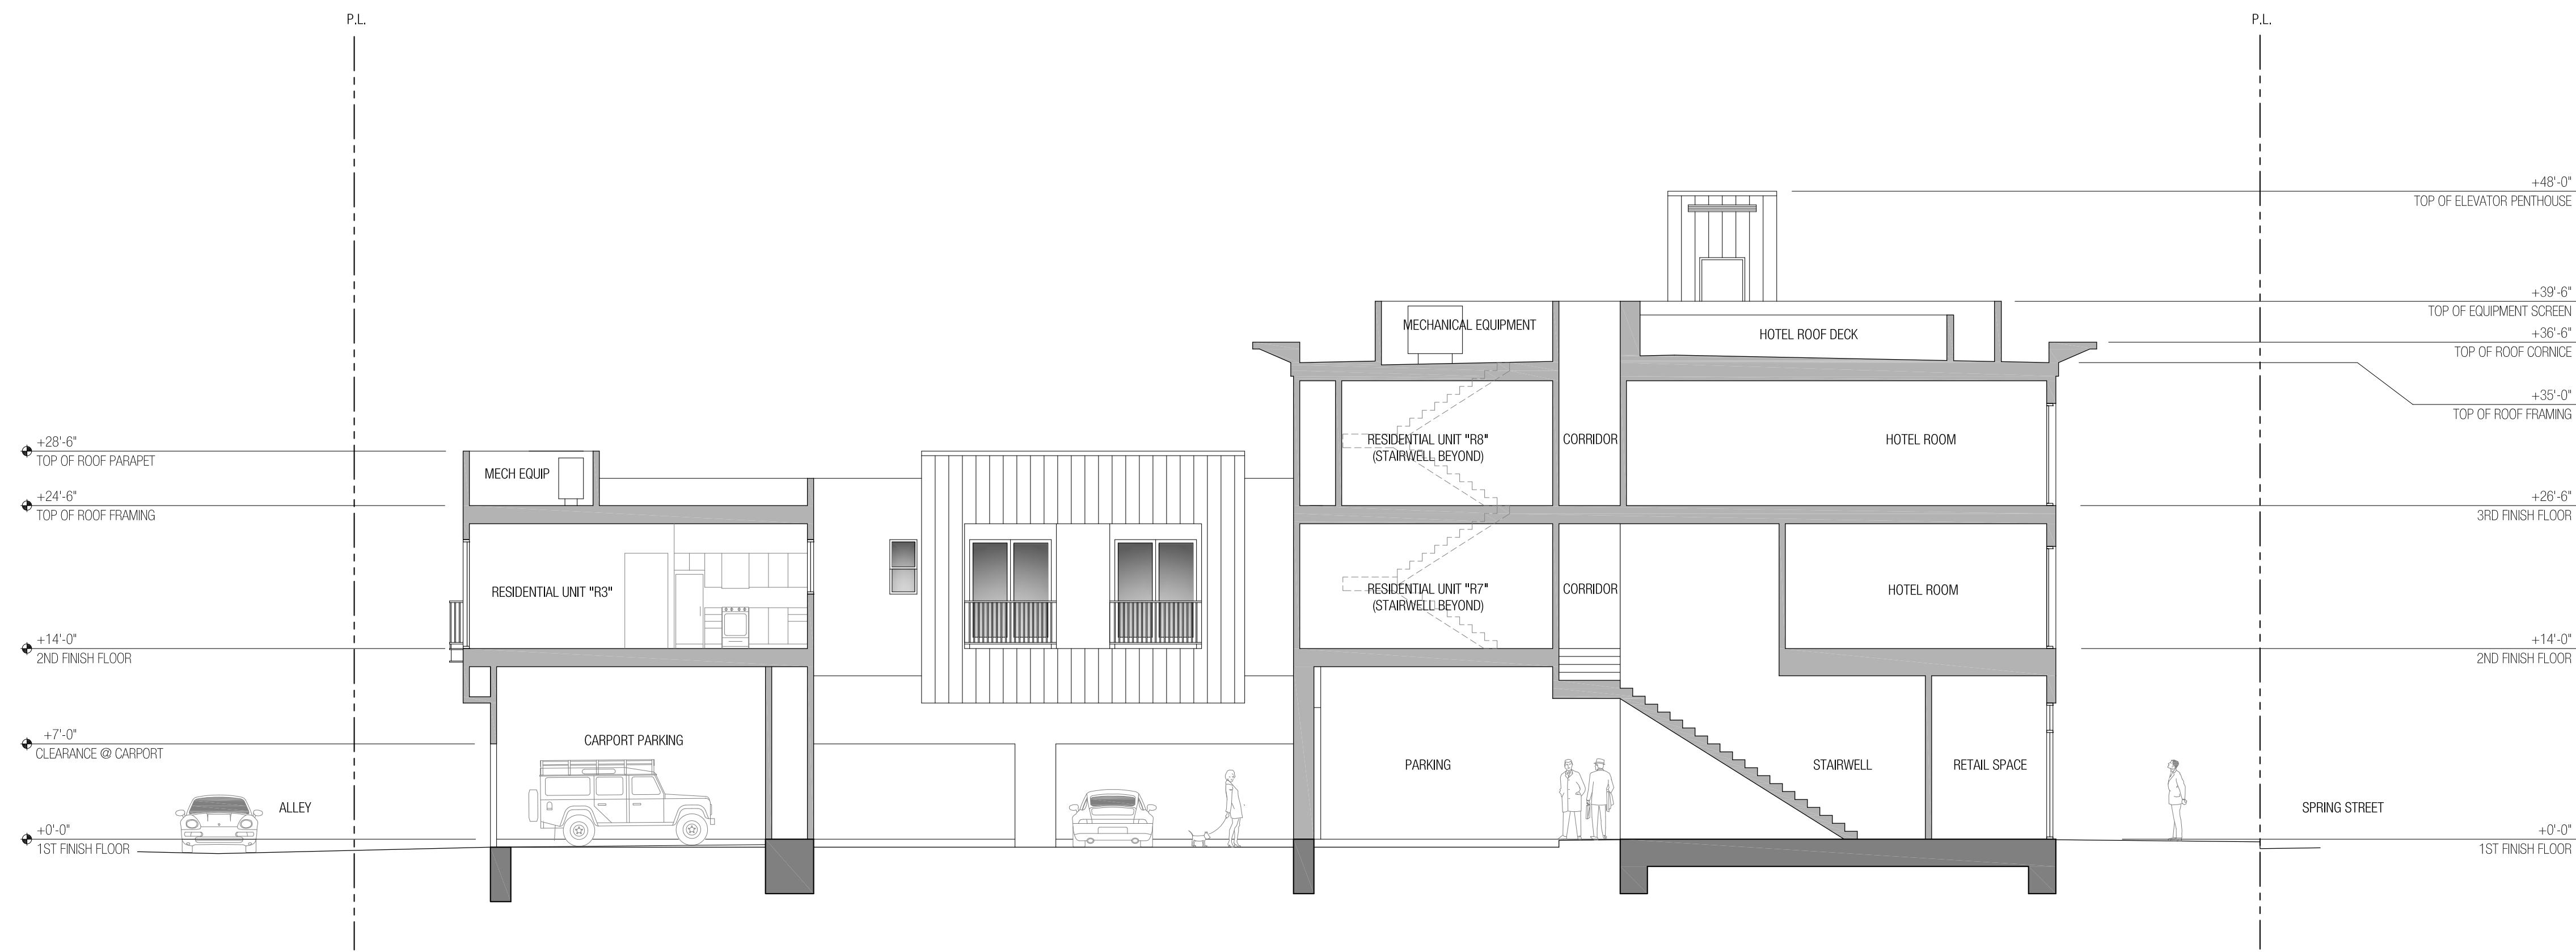 P.L.
P.L.
+48'-0"
TOP OF ELEVATOR PENTHOUSE
+39'-6"
TOP OF EQUIPMENT SCREEN
MECHANICAL EQUIPMENT
HOTEL ROOF DECK
+36'-6"
TOP OF ROOF CORNICE
+35'-0"
TOP OF ROOF FRAMING
+28'-6"
TOP OF ROOF PARAPET
MECH EQUIP
RESIDENTIAL UNIT "R8"
(STAIRWELL BEYOND)
CORRIDOR
HOTEL ROOM
+24'-6"
TOP OF ROOF FRAMING
+26'-6"
3RD FINISH FLOOR
RESIDENTIAL UNIT "R3"
RESIDENTIAL UNIT "R7"
(STAIRWELL BEYOND)
CORRIDOR
HOTEL ROOM
+14'-0"
2ND FINISH FLOOR
+14'-0"
2ND FINISH FLOOR
+7'-0"
CLEARANCE @ CARPORT
CARPORT PARKING
PARKING
STAIRWELL
RETAIL SPACE
ALLEY
SPRING STREET
+0'-0"
1ST FINISH FLOOR
+0'-0"
1ST FINISH FLOOR